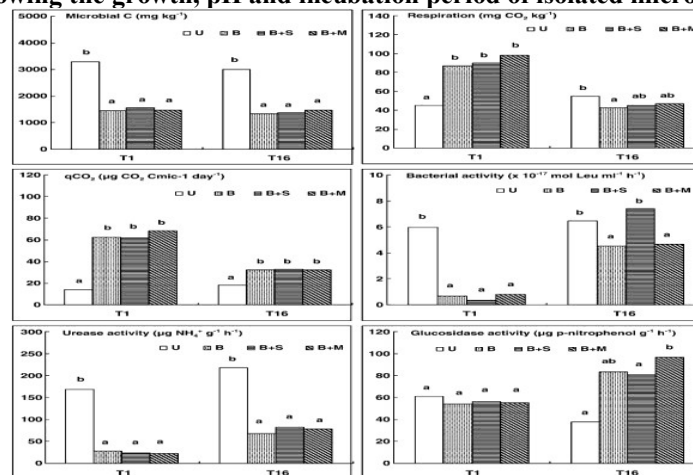 owing the growth, pH and incubation period of isolated micro
Microbial C (mg kg⁻¹)
5000
4000
3000
2000
1000
0
U B B+S B+M
b a a a b a a a
T1 T16
Respiration (mg CO₂ kg⁻¹)
140
120
100
80
60
40
20
0
U B B+S B+M
a b b b b a ab ab
T1 T16
qCO₂ (µg CO₂ Cmic-1 day⁻¹)
120
100
80
60
40
20
0
U B B+S B+M
a b b b a b b b
T1 T16
Bacterial activity (x 10⁻¹⁷ mol Leu ml⁻¹ h⁻¹)
10
8
6
4
2
0
U B B+S B+M
b a a a b a b a
T1 T16
Urease activity (µg NH₄⁺ g⁻¹ h⁻¹)
300
250
200
150
100
50
0
U B B+S B+M
b a a a b a a a
T1 T16
Glucosidase activity (µg p-nitrophenol g⁻¹ h⁻¹)
120
100
80
60
40
20
0
U B B+S B+M
a a a a a ab a b
T1 T16